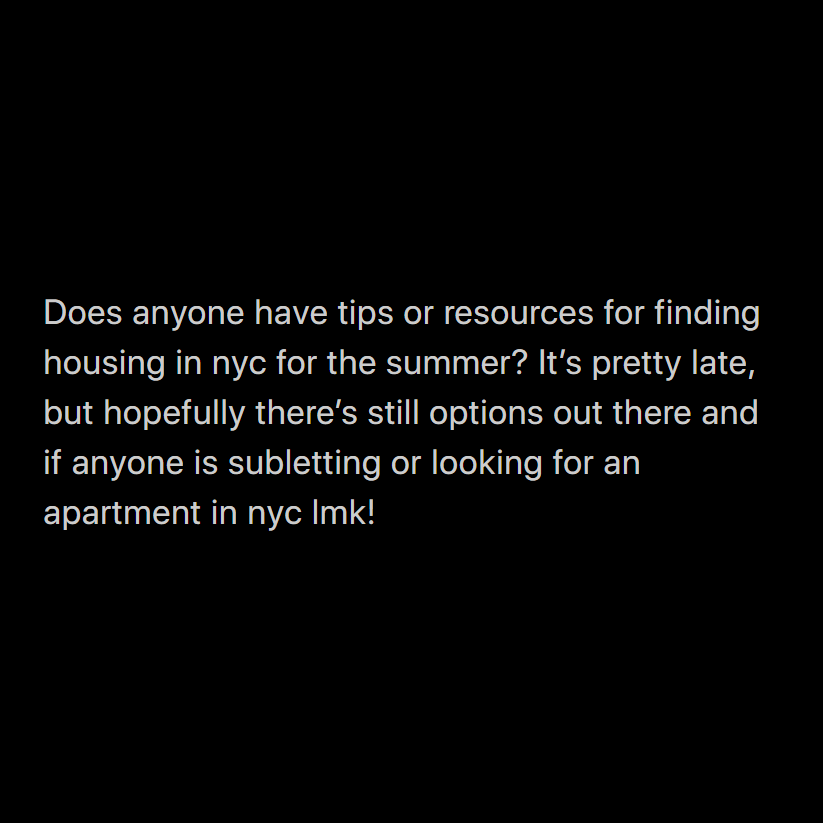 Does anyone have tips or resources for finding
housing in nyc for the summer? It’s pretty late,
but hopefully there’s still options out there and
if anyone is subletting or looking for an
apartment in nyc lmk!